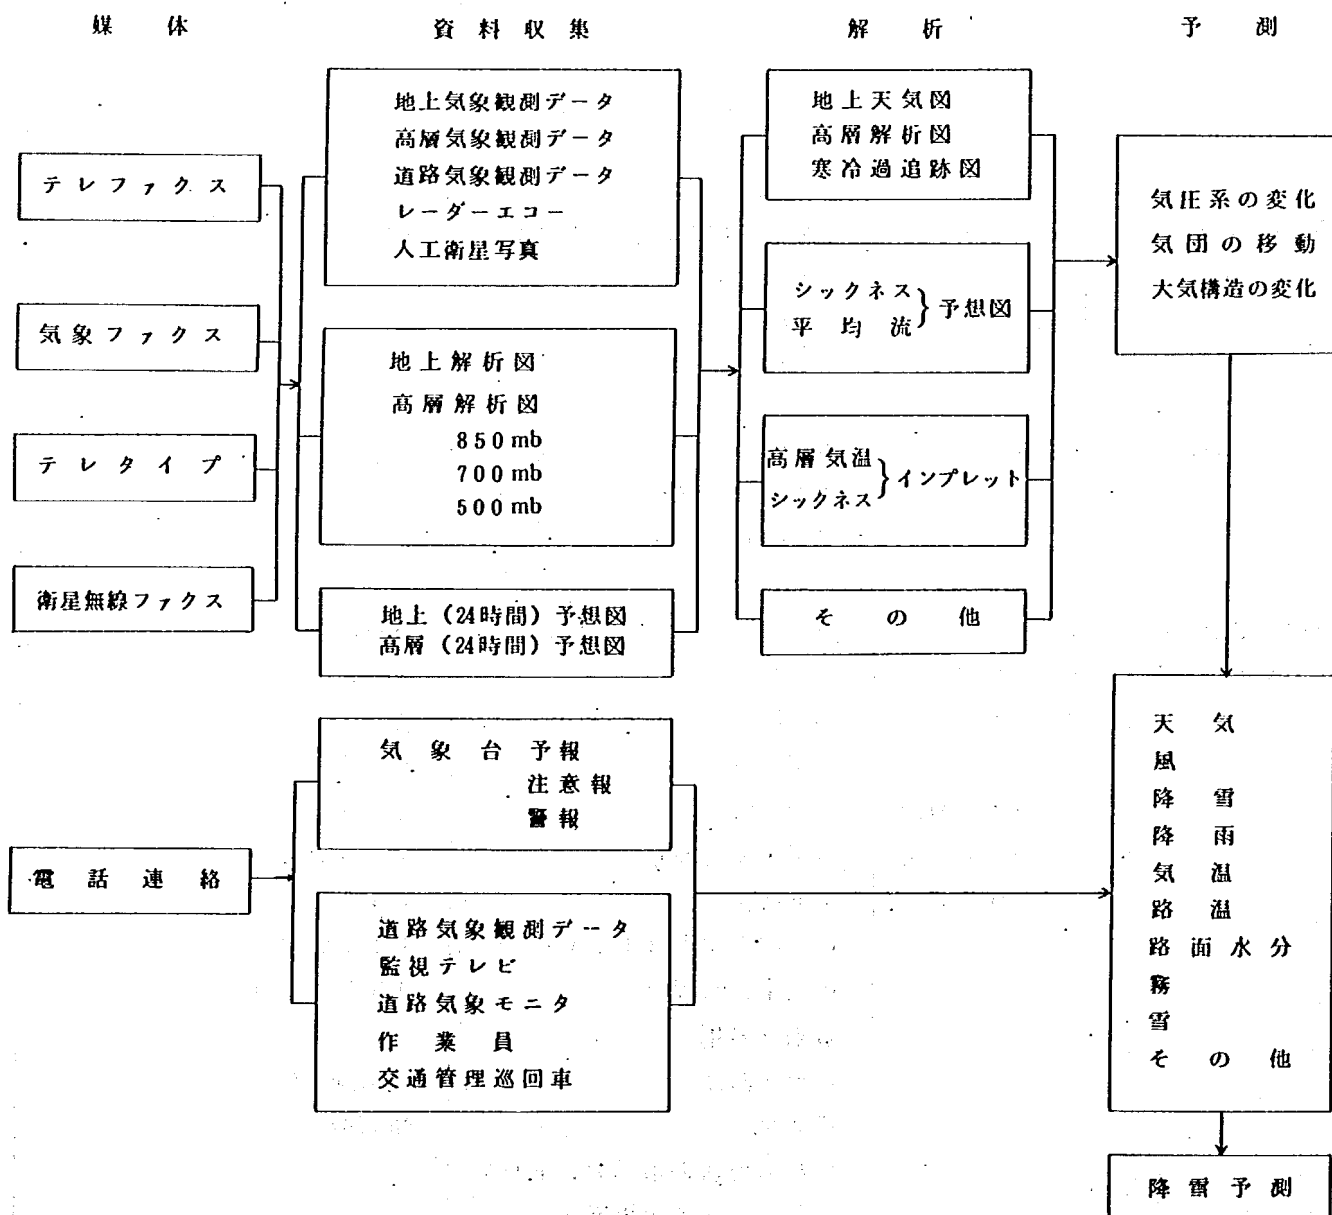 媒体
資料収集
解析
予測
テレファクス
気象ファクス
テレタイプ
衛星無線ファクス
地上気象観測データ
高層気象観測データ
道路気象観測データ
レーダーエコー
人工衛星写真
地上解析図
高層解析図
850mb
700mb
500mb
地上(24時間)予想図
高層(24時間)予想図
地上天気図
高層解析図
寒冷過追跡図
シックネス
平均流
予想図
高層気温
シックネス
インプレット
その他
気圧系の変化
気団の移動
大気構造の変化
電話連絡
気象台予報
注意報
警報
道路気象観測データ
監視テレビ
道路気象モニタ
作業員
交通管理巡回車
天気
風
降雪
降雨
気温
路温
路面水分
霧
雪
その他
降雪予測